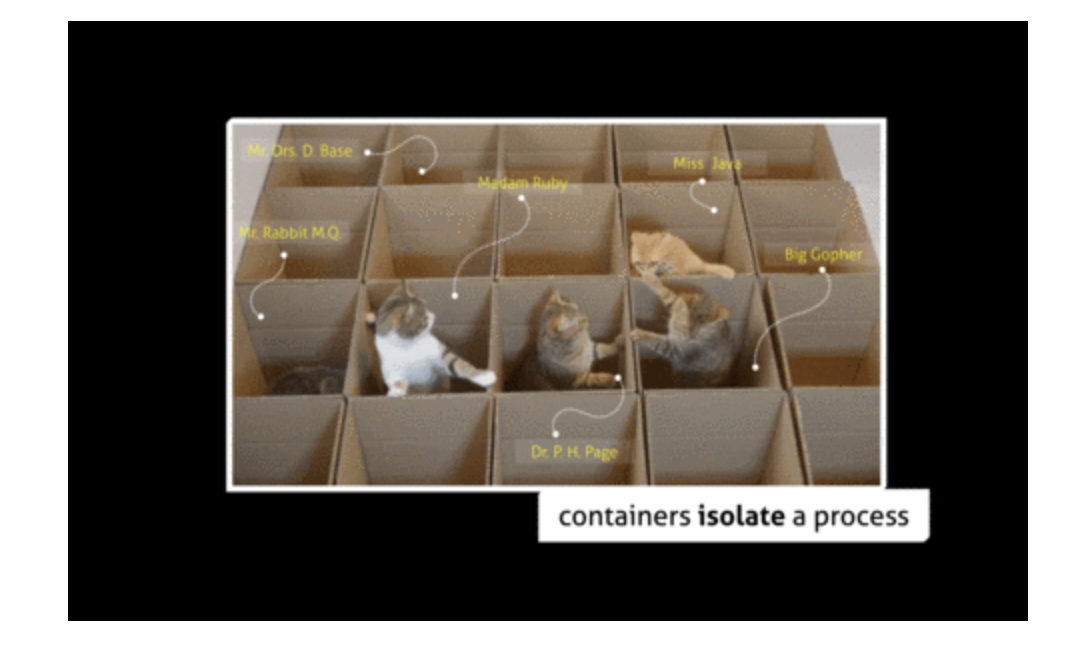 Mr. Drs. D. Base
Miss Java
Madam Ruby
Mr. Rabbit M.Q.
Big Gopher
Dr. P. H. Page
containers isolate a process